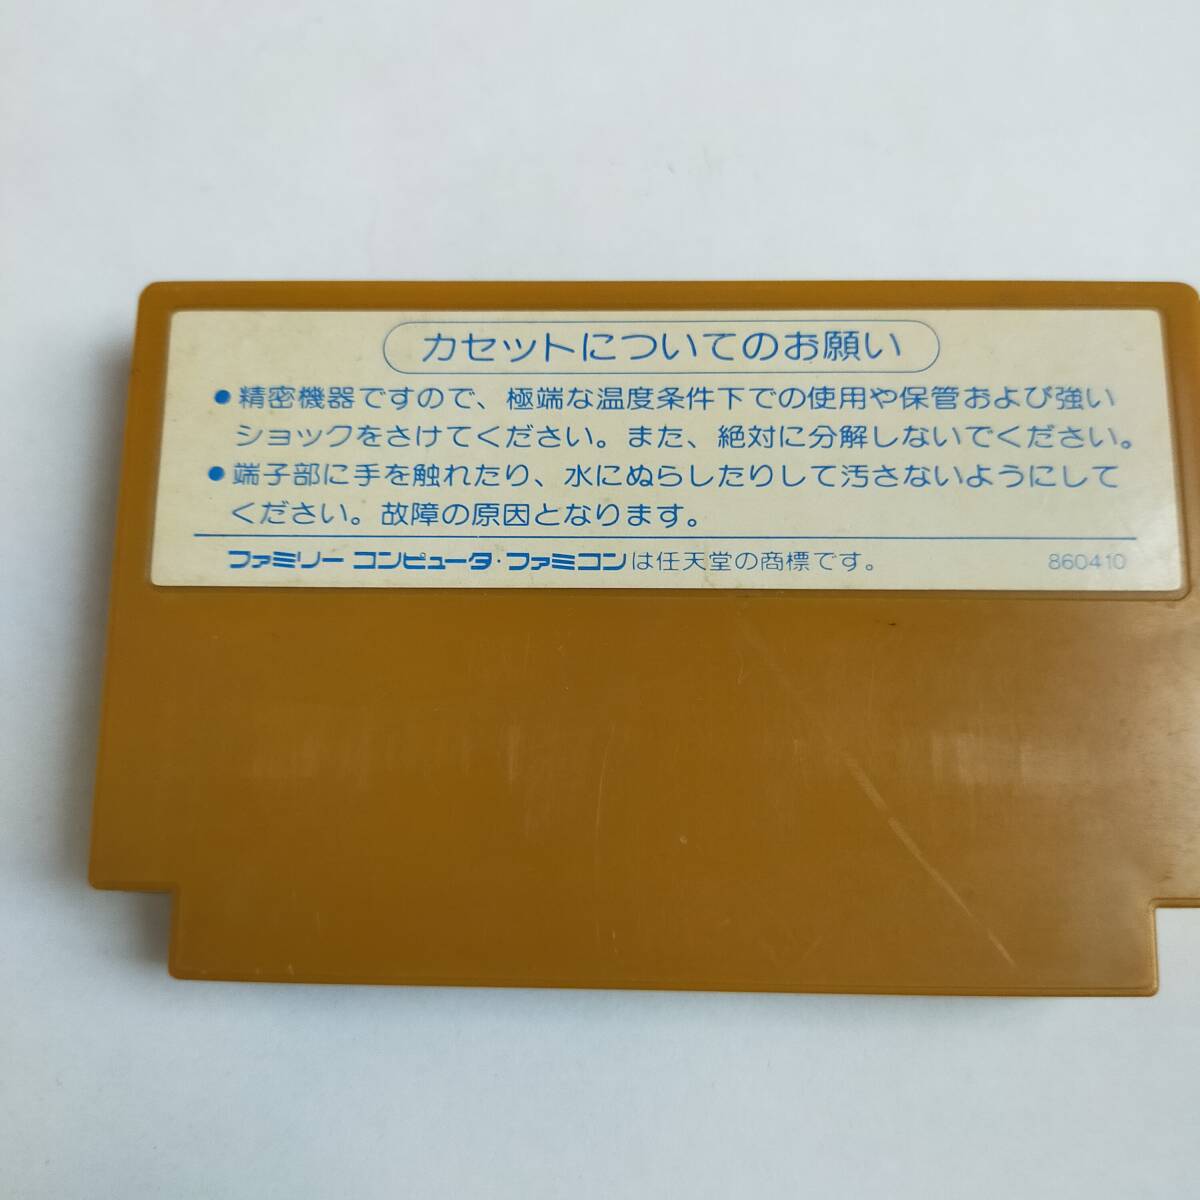 カセットについてのお願い
●精密機器ですので、極端な温度条件下での使用や保管および強い
ショックをさけてください。また、絶対に分解しないでください。
●端子部に手を触れたり、水にぬらしたりして汚さないようにして
ください。故障の原因となります。
ファミリー コンピュータ・ファミコンは任天堂の商標です。 860410